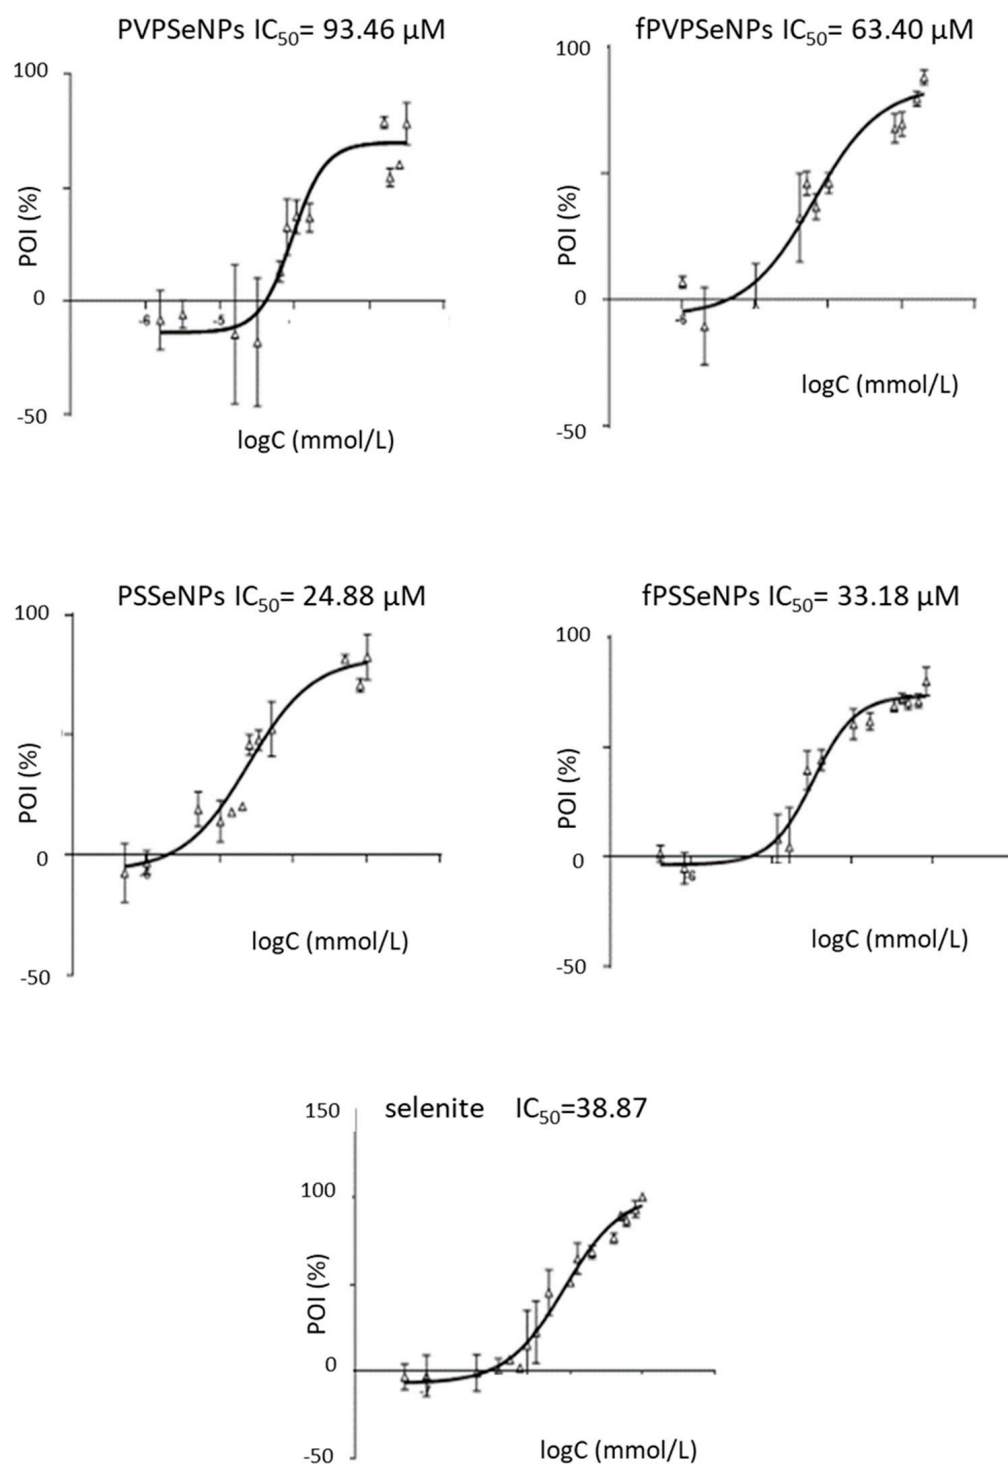 PVPSeNPs IC50= 93.46 µM
100
POI (%)
0
-6
-5
-50
logC (mmol/L)
fPVPSeNPs IC50= 63.40 µM
100
POI (%)
0
-6
-50
logC (mmol/L)
PSSeNPs IC50= 24.88 µM
100
POI (%)
0
-50
logC (mmol/L)
fPSSeNPs IC50= 33.18 µM
100
POI (%)
0
-6
-50
logC (mmol/L)
selenite IC50=38.87
150
100
POI (%)
0
-50
logC (mmol/L)